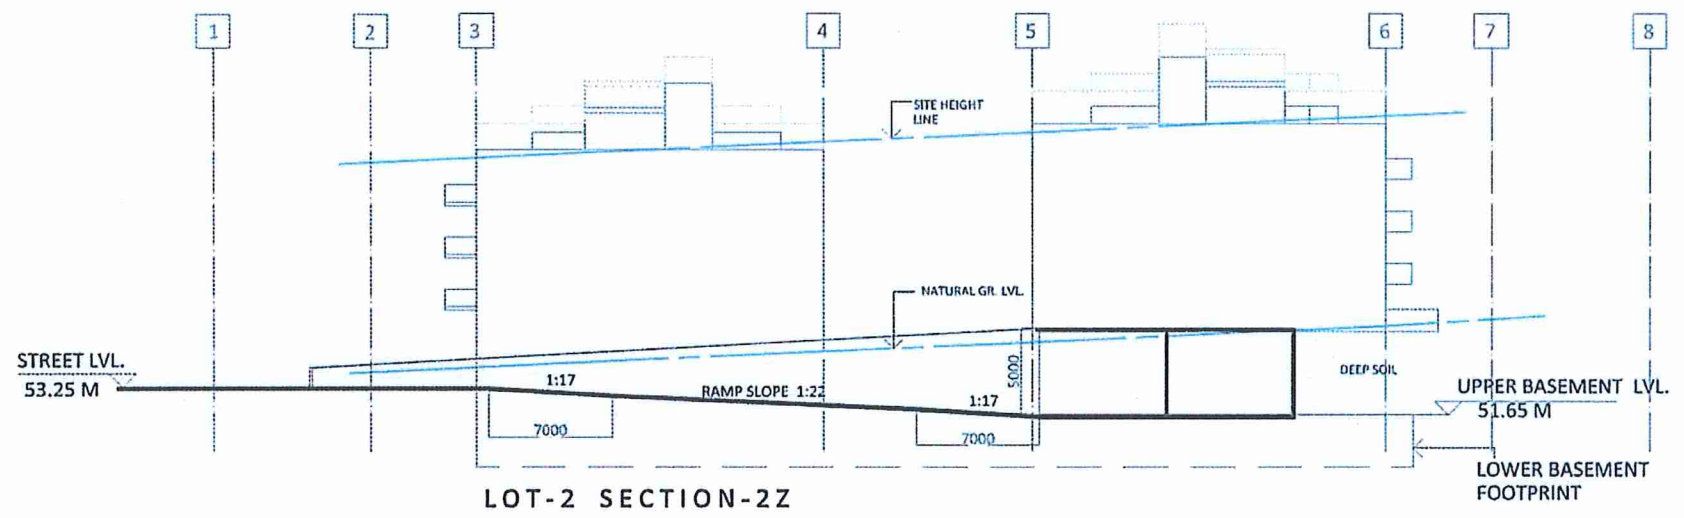 1 2 3 4 5 6 7 8
SITE HEIGHT
LINE
NATURAL GR. LVL.
STREET LVL.
53.25 M
1:17
RAMP SLOPE 1:22
1:17
5000
DEEP SOIL
UPPER BASEMENT LVL.
51.65 M
7000
7000
LOWER BASEMENT
FOOTPRINT
LOT-2 SECTION-2Z